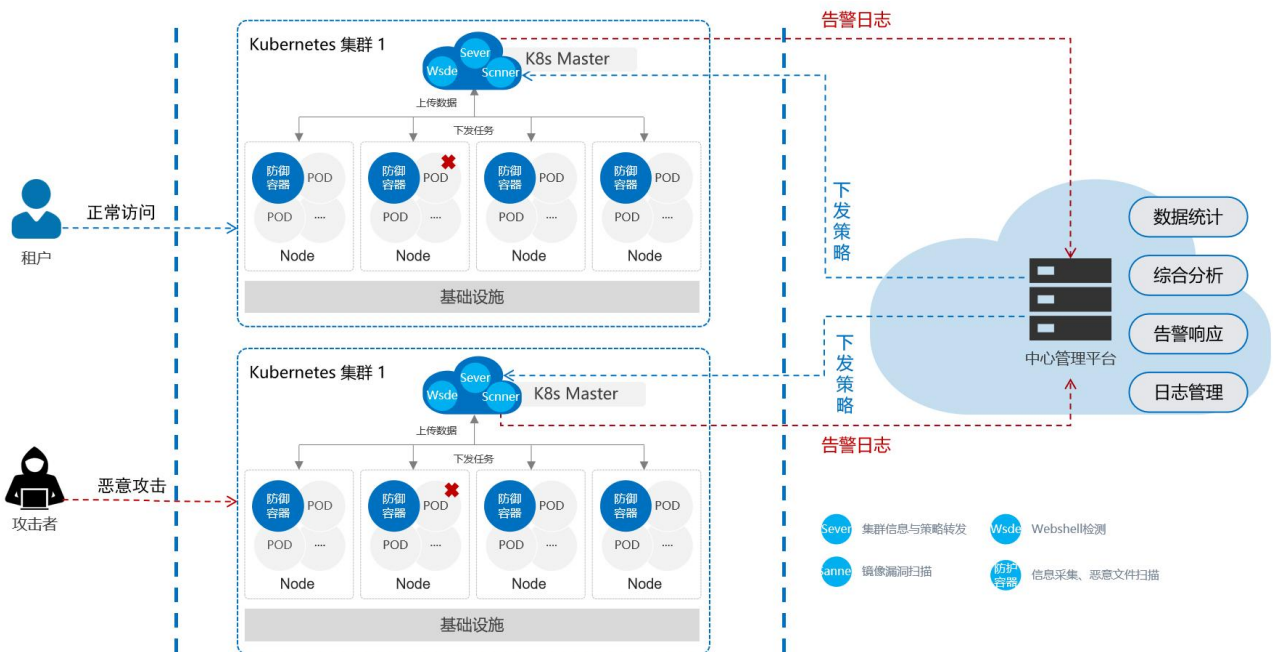 告警日志
Kubernetes 集群 1
Sever
Wsde
Scnner
K8s Master
上传数据
下发任务
防御
容器
POD
POD
....
Node
防御
容器
POD
POD
....
Node
防御
容器
POD
POD
....
Node
防御
容器
POD
POD
....
Node
基础设施
正常访问
租户
下发策略
数据统计
综合分析
告警响应
日志管理
中心管理平台
Kubernetes 集群 1
Sever
Wsde
Scnner
K8s Master
上传数据
下发任务
防御
容器
POD
POD
....
Node
防御
容器
POD
POD
....
Node
防御
容器
POD
POD
....
Node
防御
容器
POD
POD
....
Node
基础设施
恶意攻击
攻击者
下发策略
告警日志
Sever
集群信息与策略转发
Wsde
Webshell检测
anne
镜像漏洞扫描
防护
容器
信息采集、恶意文件扫描